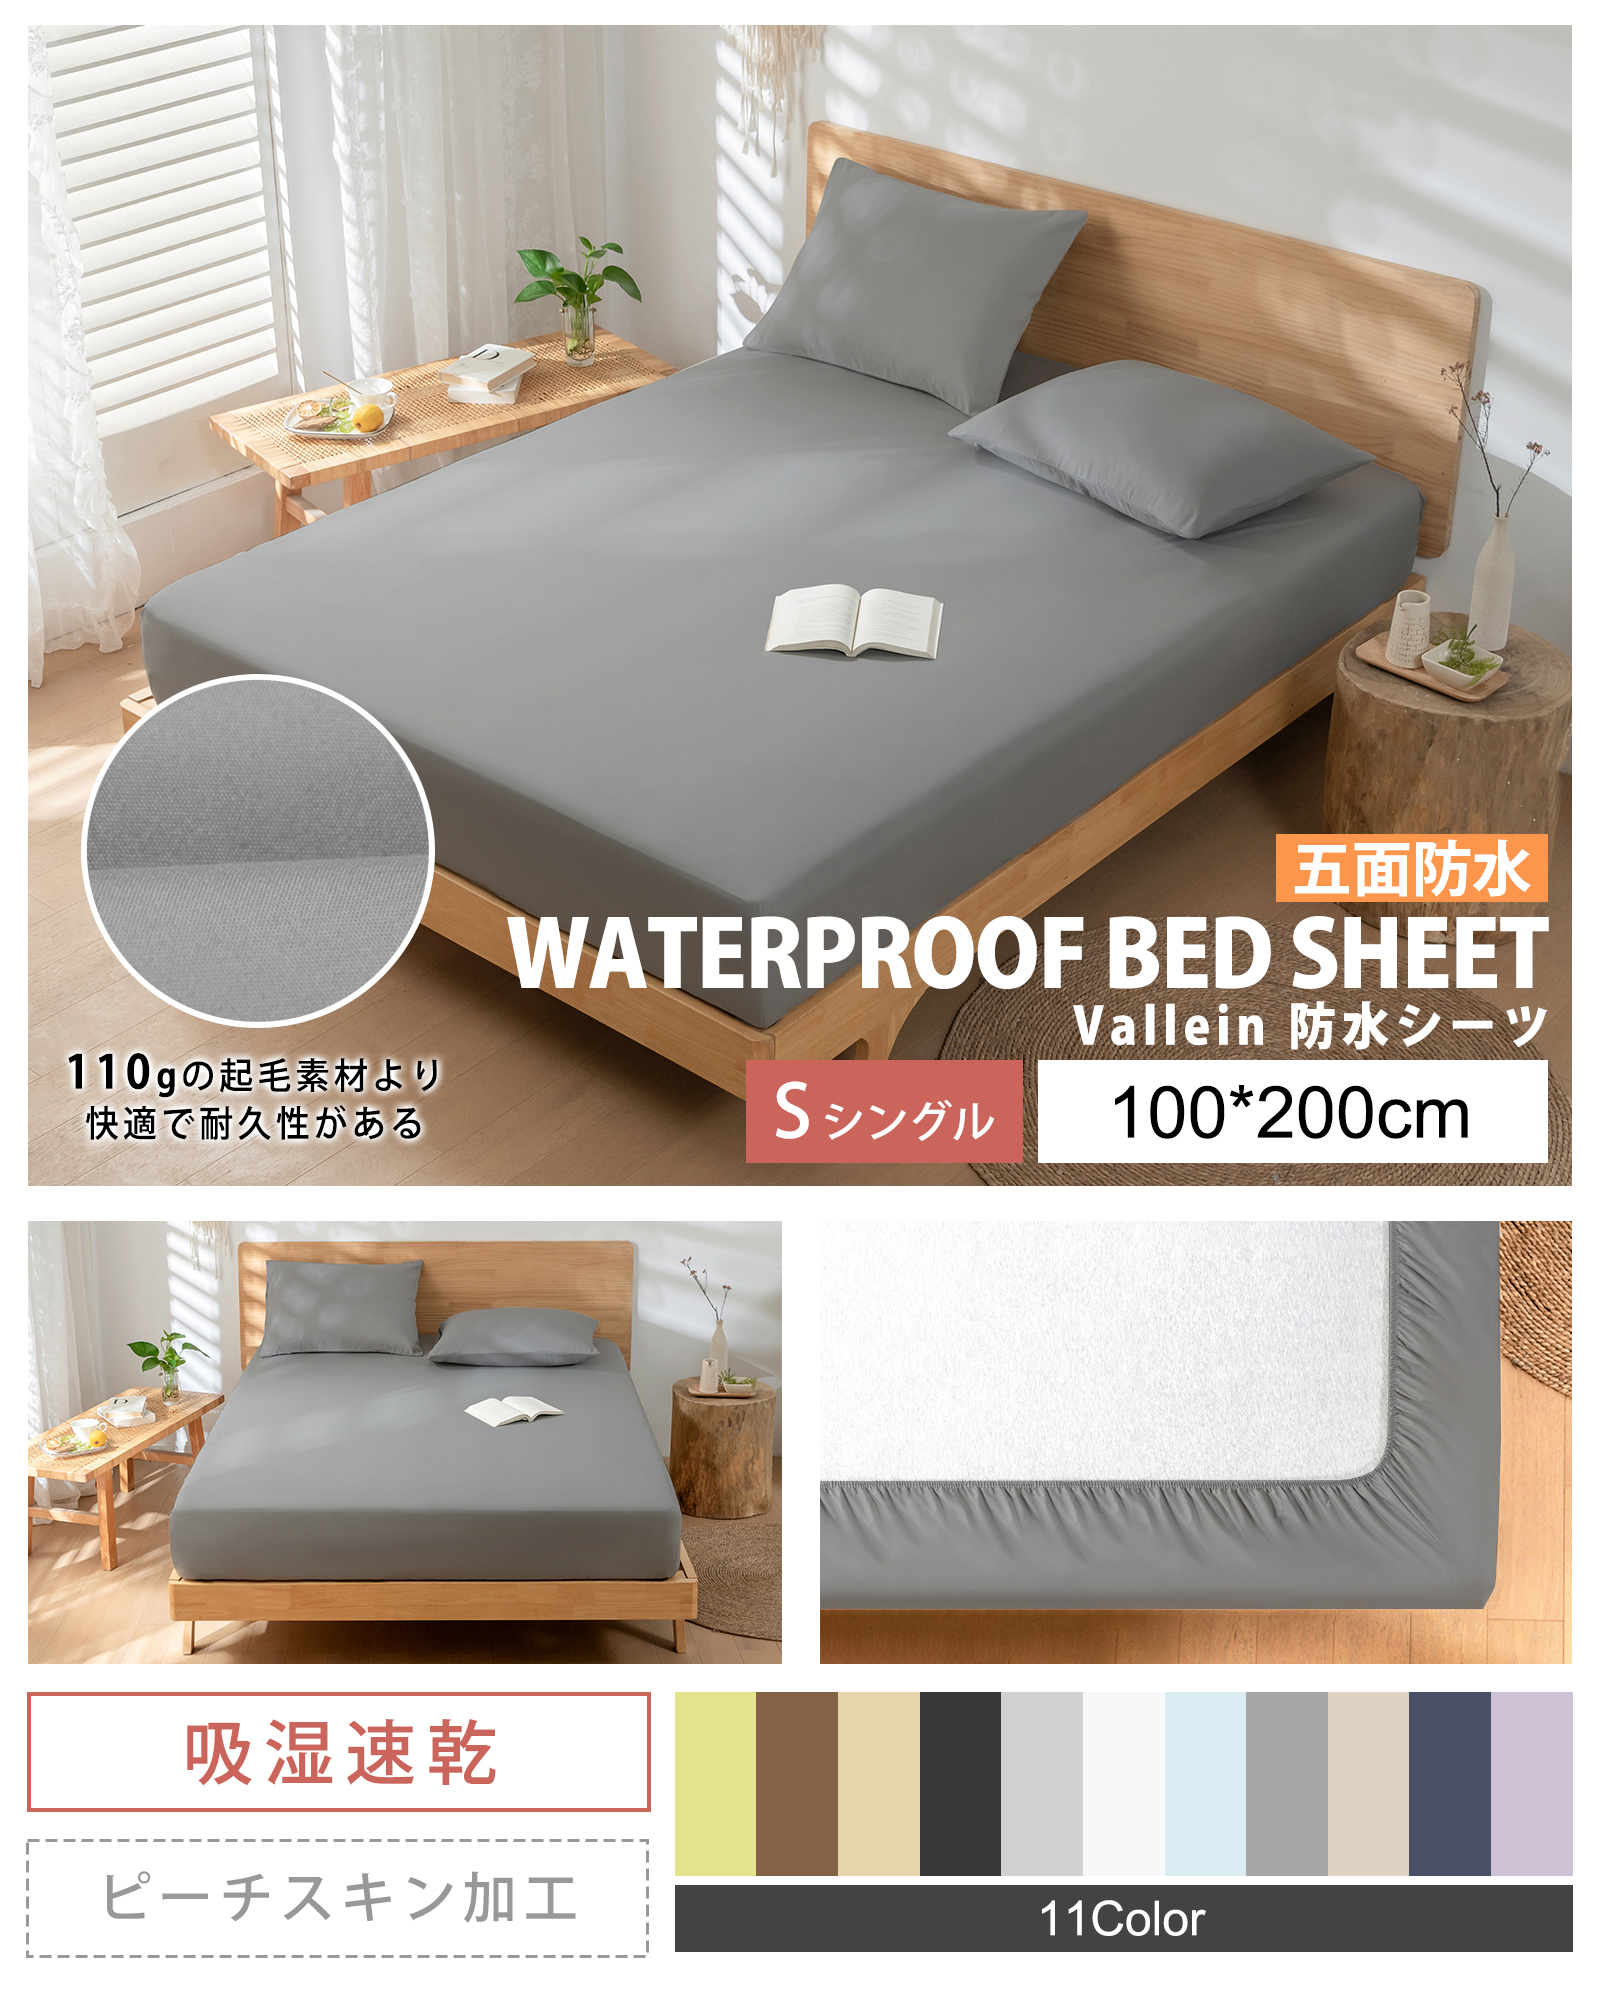 五面防水
WATERPROOF BED SHEET
Vallein 防水シーツ
110gの起毛素材より
快適で耐久性がある
S シングル
100*200cm
D
D
吸湿速乾
ピーチスキン加工
11Color